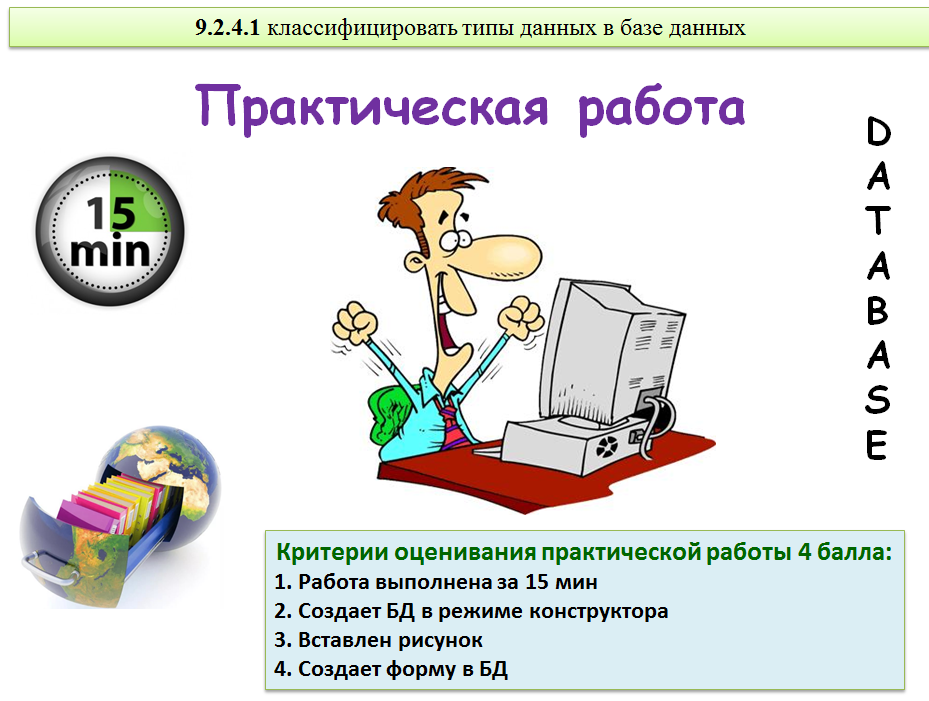 9.2.4.1 классифицировать типы данных в базе данных
Практическая работа
15
min
DATABASE
Критерии оценивания практической работы 4 балла:
1. Работа выполнена за 15 мин
2. Создает БД в режиме конструктора
3. Вставлен рисунок
4. Создает форму в БД